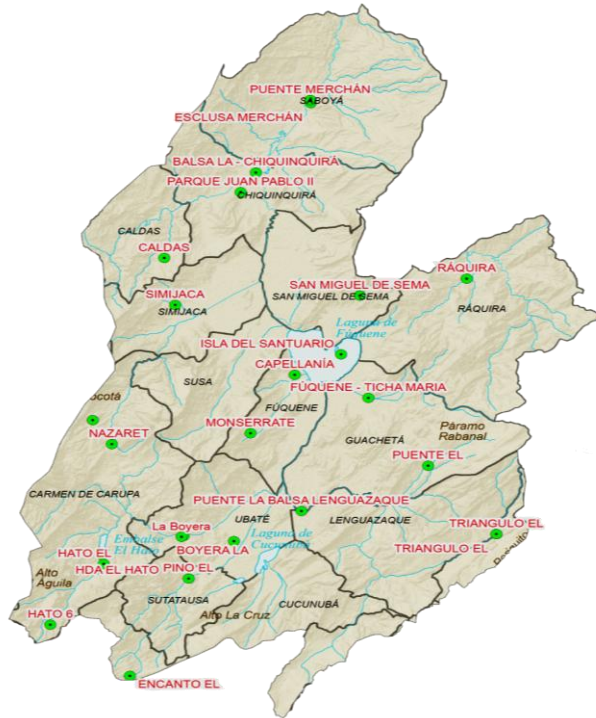 PUENTE MERCHÁN
SABOYÁ
ESCLUSA MERCHÁN
BALSA LA - CHIQUINQUIRÁ
PARQUE JUAN PABLO II
CHIQUINQUIRÁ
CALDAS
CALDAS
RÁQUIRA
SAN MIGUEL DE SEMA
SIMIJACA
SAN MIGUEL DE SEMA
SIMIJACA
RÁQUIRA
Laguna de
Fúquene
ISLA DEL SANTUARIO
CAPELLANÍA
SUSA
FÚQUENE - TICHA MARIA
FÚQUENE
MONSERRATE
NAZARET
GUACHETÁ
Páramo
Rabanal
PUENTE EL
CARMEN DE CARUPA
PUENTE LA BALSA LENGUAZAQUE
UBATÉ
LENGUAZAQUE
La Boyera
TRIANGULO EL
Embalse
El Hato
Laguna de
Cucunubá
BOYERA LA
HATO EL
TRIANGULO EL
HDA EL HATO
PINO EL
Alto
Águila
SUTATAUSA
CUCUNUBÁ
Alto La Cruz
HATO 6
ENCANTO EL